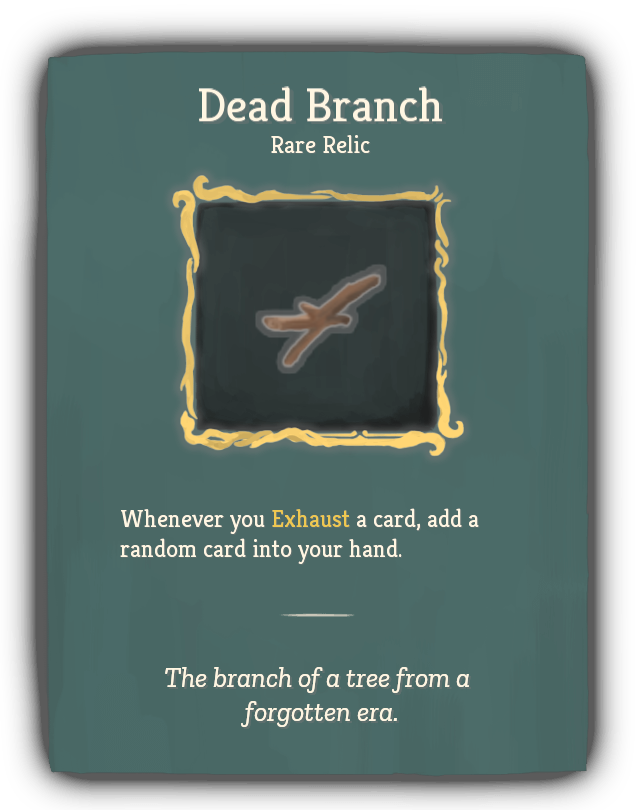 Dead Branch
Rare Relic
Whenever you Exhaust a card, add a
random card into your hand.
The branch of a tree from a
forgotten era.